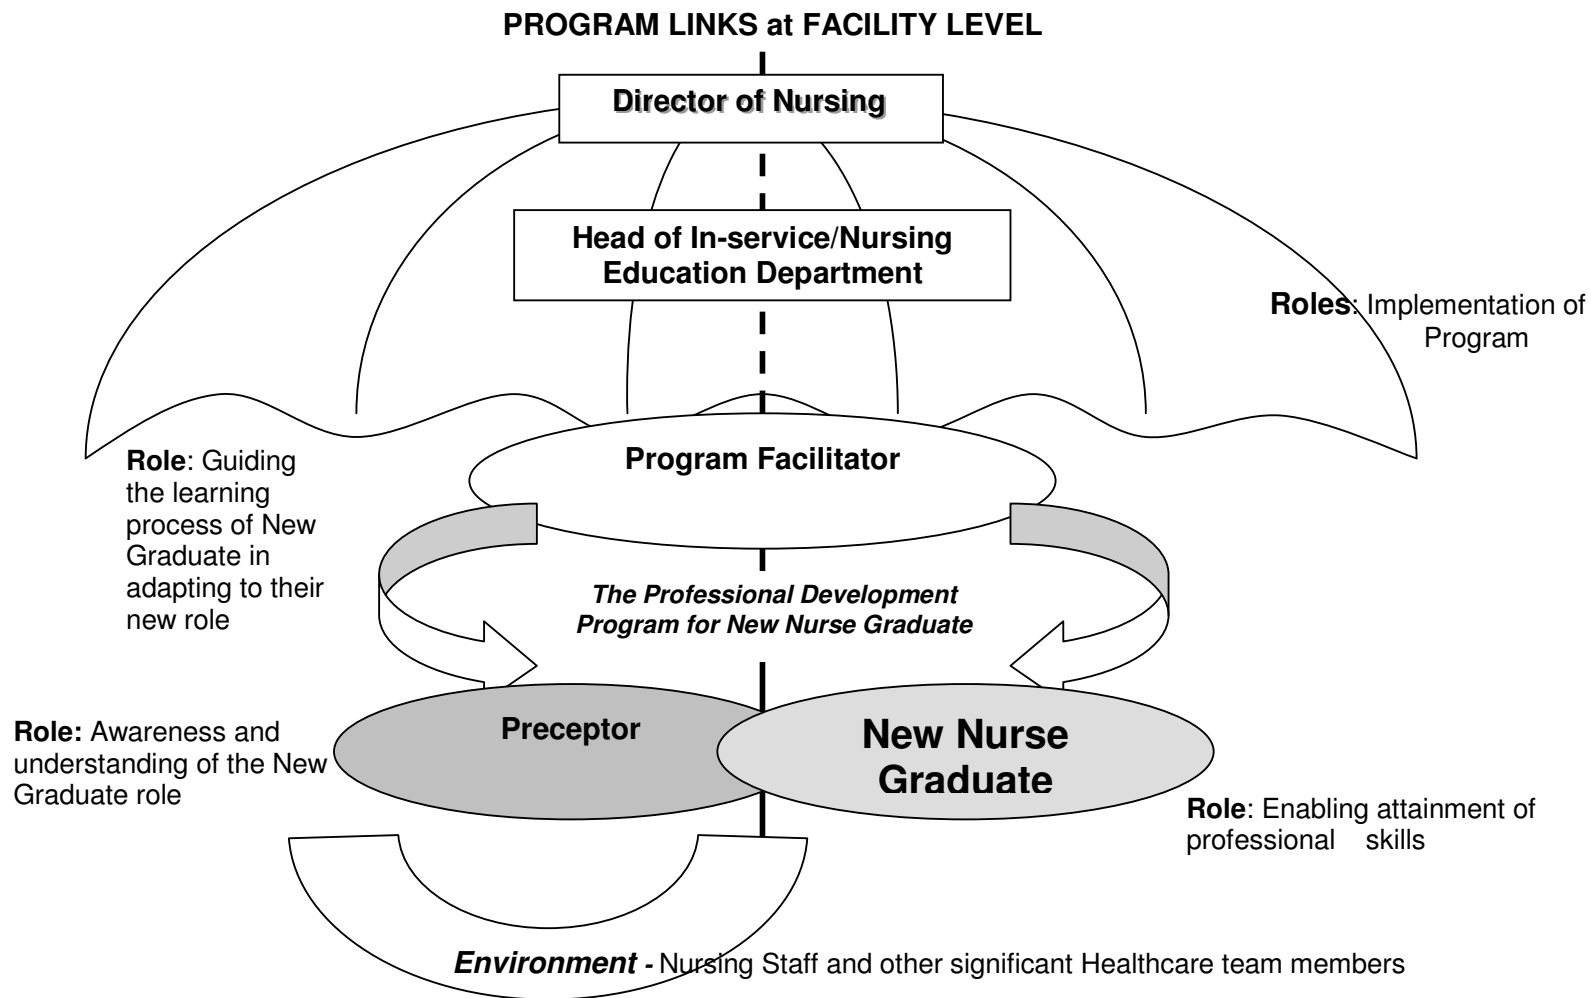 PROGRAM LINKS at FACILITY LEVEL
Director of Nursing
Head of In-service/Nursing
Education Department
Roles: Implementation of
Program
Program Facilitator
Role: Guiding
the learning
process of New
Graduate in
adapting to their
new role
The Professional Development
Program for New Nurse Graduate
Preceptor
New Nurse
Graduate
Role: Awareness and
understanding of the New
Graduate role
Role: Enabling attainment of
professional skills
Environment - Nursing Staff and other significant Healthcare team members